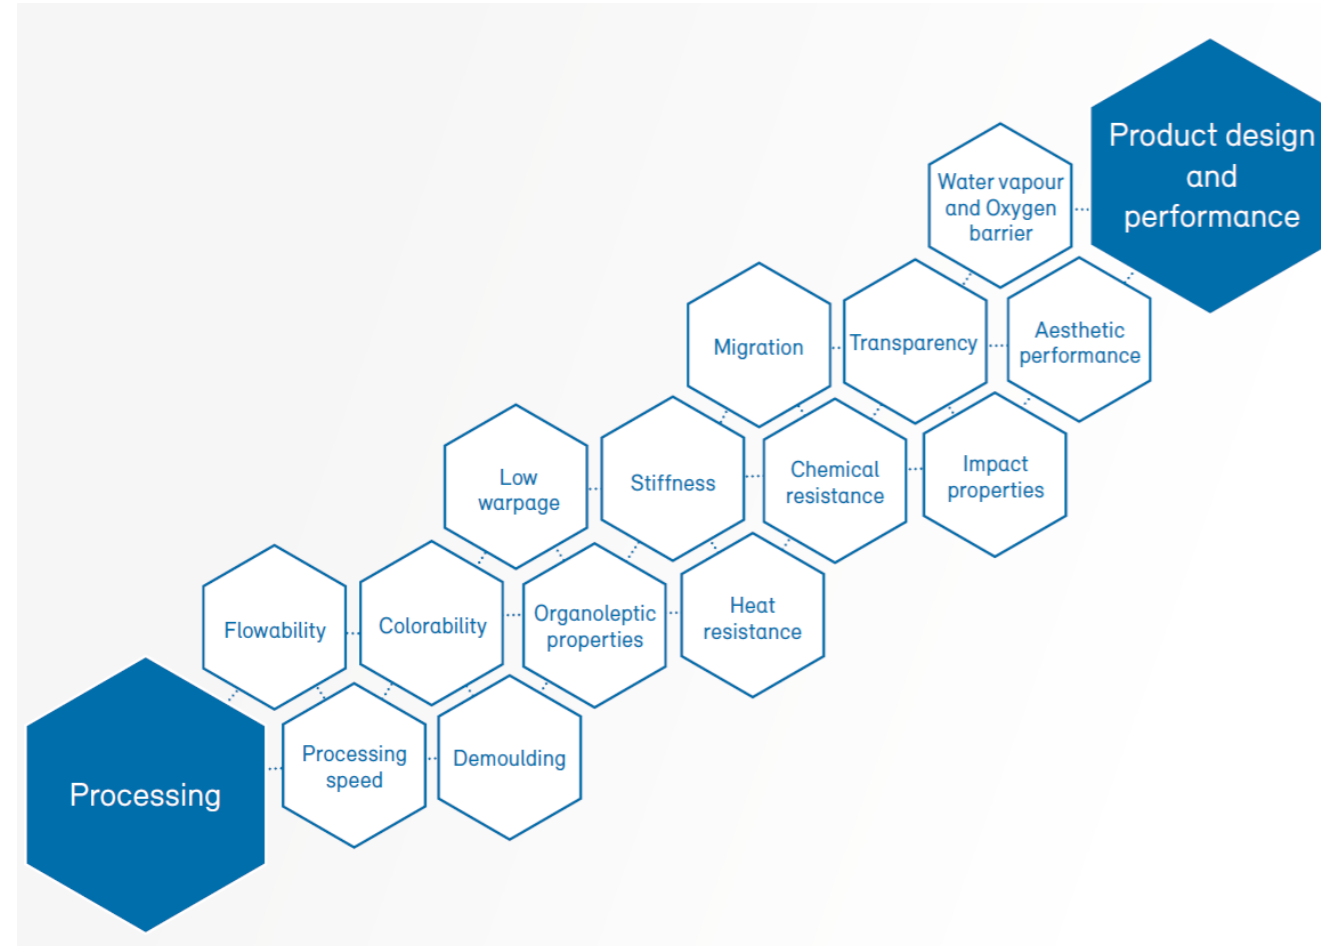 Product design
and
performance
Water vapour
and Oxygen
barrier
Migration
Transparency
Aesthetic
performance
Low
warpage
Stiffness
Chemical
resistance
Impact
properties
Flowability
Colorability
Organoleptic
properties
Heat
resistance
Processing
Processing
speed
Demoulding